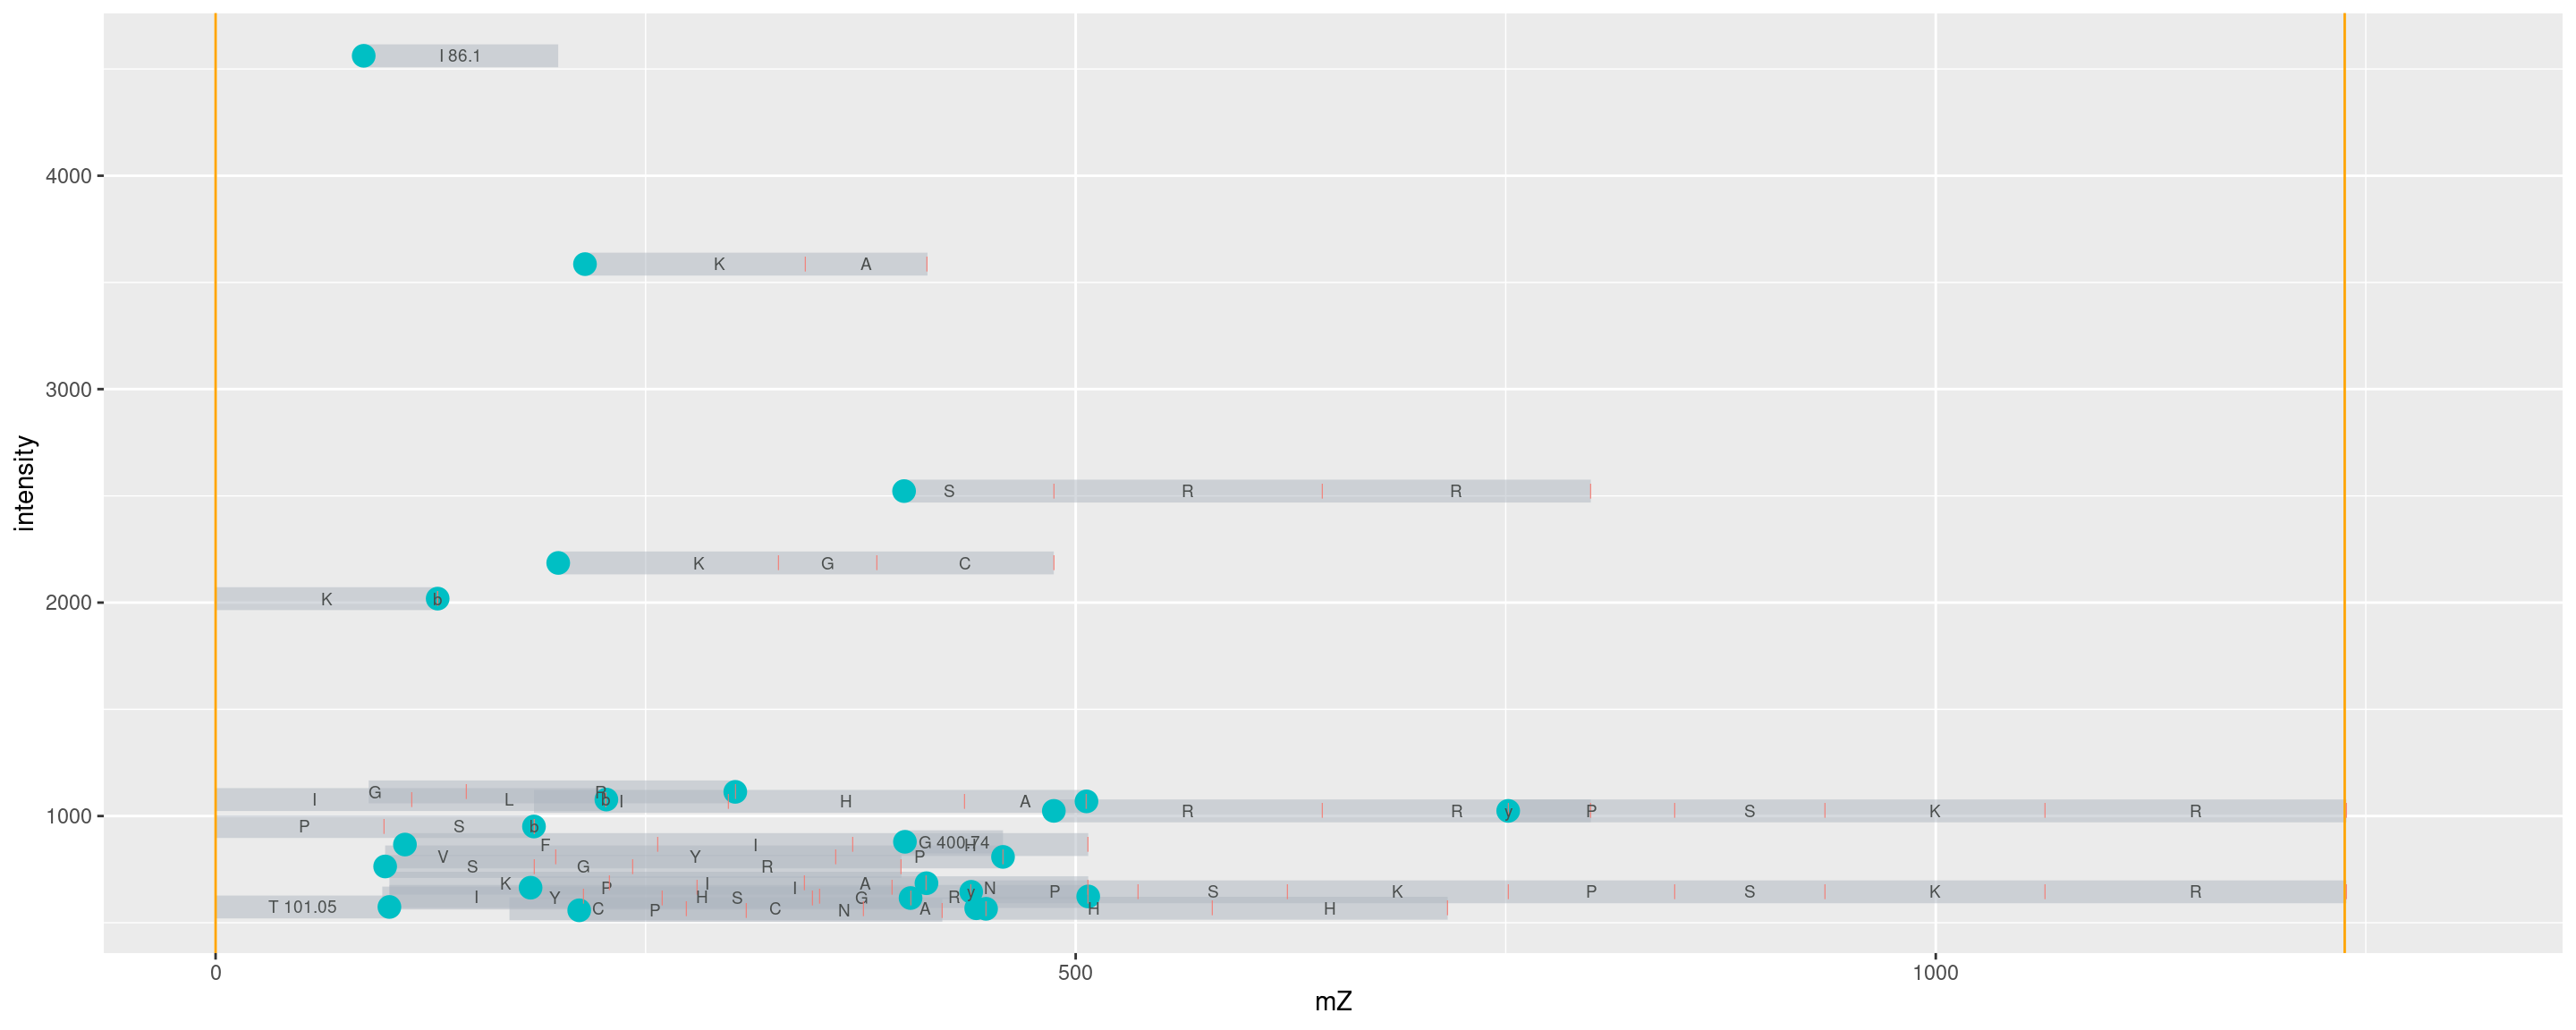 I 86.1
4000
K A
3000
S R R
K G C
2000
K b
G R
I L b I H A
1000
R R y P S K R
P S b
F I G 400.74 H
V Y P
S G R
K P I I A
y N P S K P S K R
I Y H S G R
T 101.05 C P C N A H H
0 500 1000
mZ
intensity